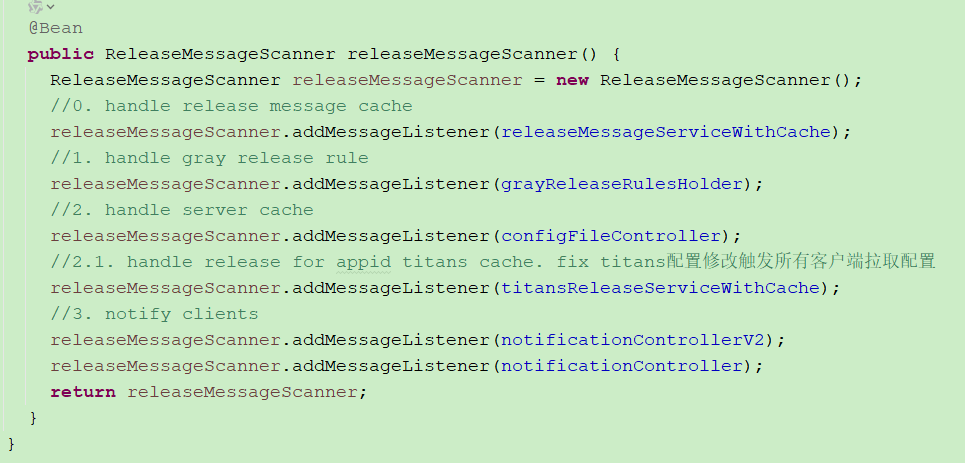 @Bean
public ReleaseMessageScanner releaseMessageScanner() {
ReleaseMessageScanner releaseMessageScanner = new ReleaseMessageScanner();
//0. handle release message cache
releaseMessageScanner.addMessageListener(releaseMessageServiceWithCache);
//1. handle gray release rule
releaseMessageScanner.addMessageListener(grayReleaseRulesHolder);
//2. handle server cache
releaseMessageScanner.addMessageListener(configFileController);
//2.1. handle release for appid titans cache. fix titans配置修改触发所有客户端拉取配置
releaseMessageScanner.addMessageListener(titansReleaseServiceWithCache);
//3. notify clients
releaseMessageScanner.addMessageListener(notificationControllerV2);
releaseMessageScanner.addMessageListener(notificationController);
return releaseMessageScanner;
}
}